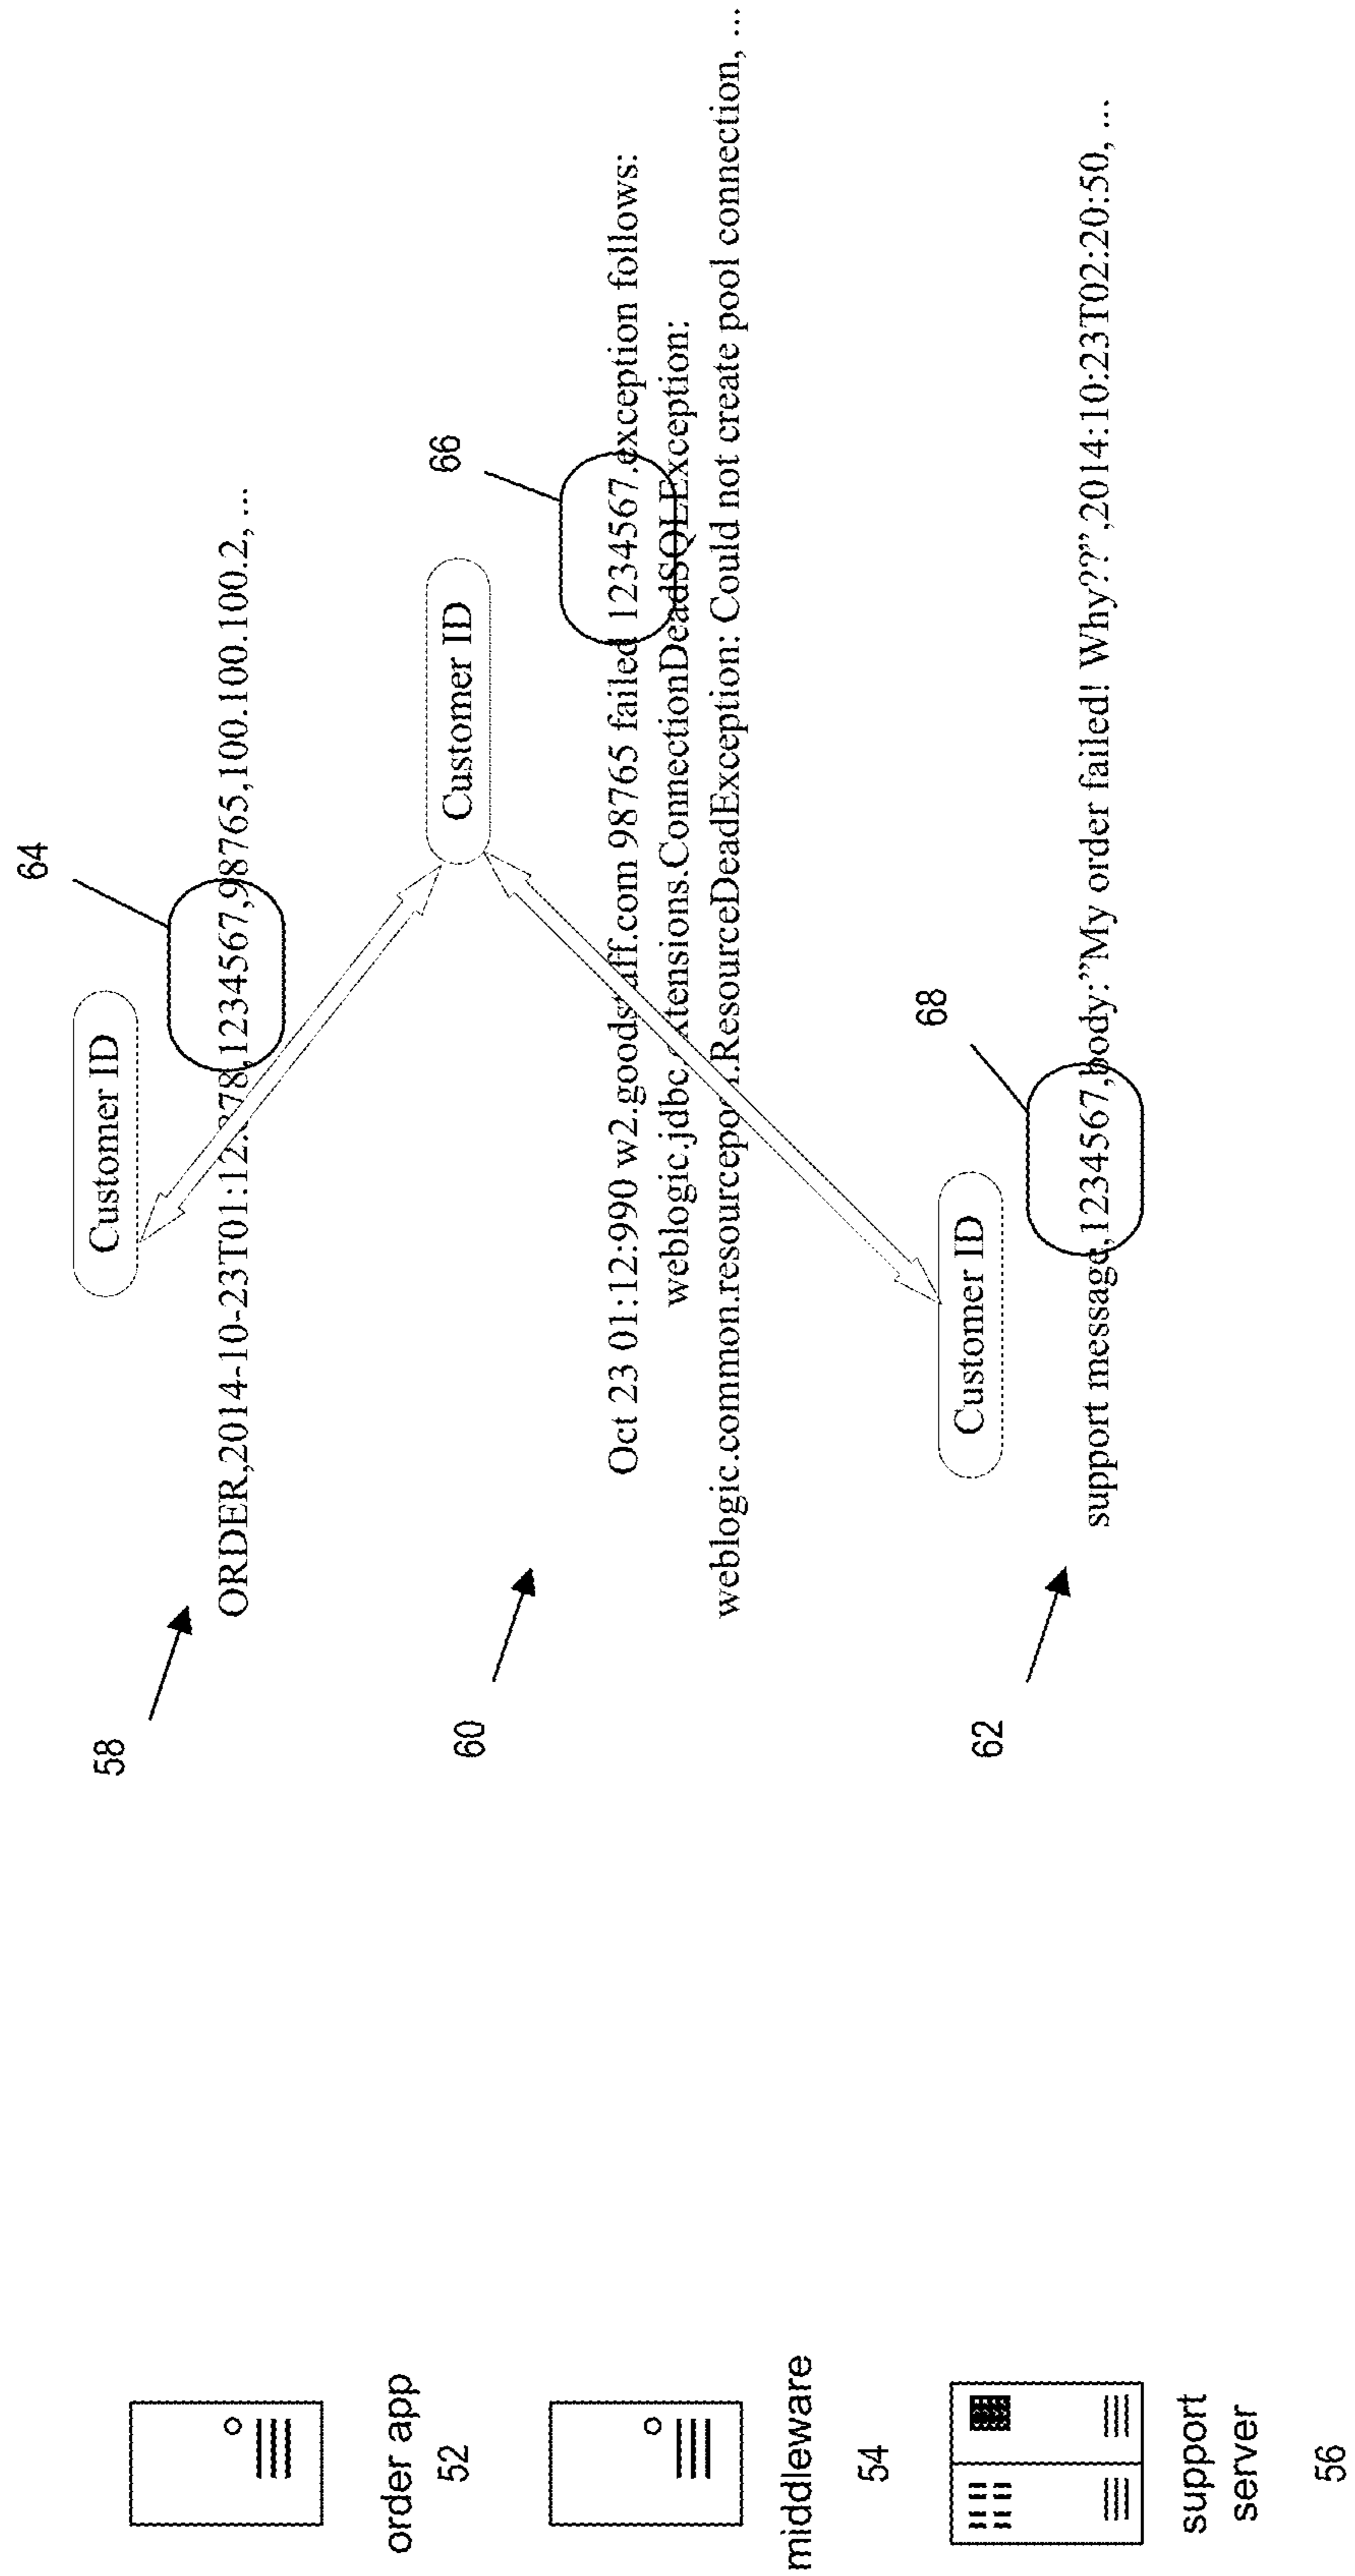 64
Customer ID
58
ORDER,2014-10-23T01:12:878,1234567,98765,100.100.100.2, ...
order app
52
66
Customer ID
60
Oct 23 01:12:990 w2.goodstaff.com 98765 failed 1234567.exception follows:
weblogic.jdbc.extensions.ConnectionDeadSQLException:
weblogic.common.resourcepool.ResourceDeadException: Could not create pool connection, ...
middleware
54
68
Customer ID
62
support message,1234567,body:”My order failed! Why??”,2014:10:23T02:20:50, ...
support
server
56